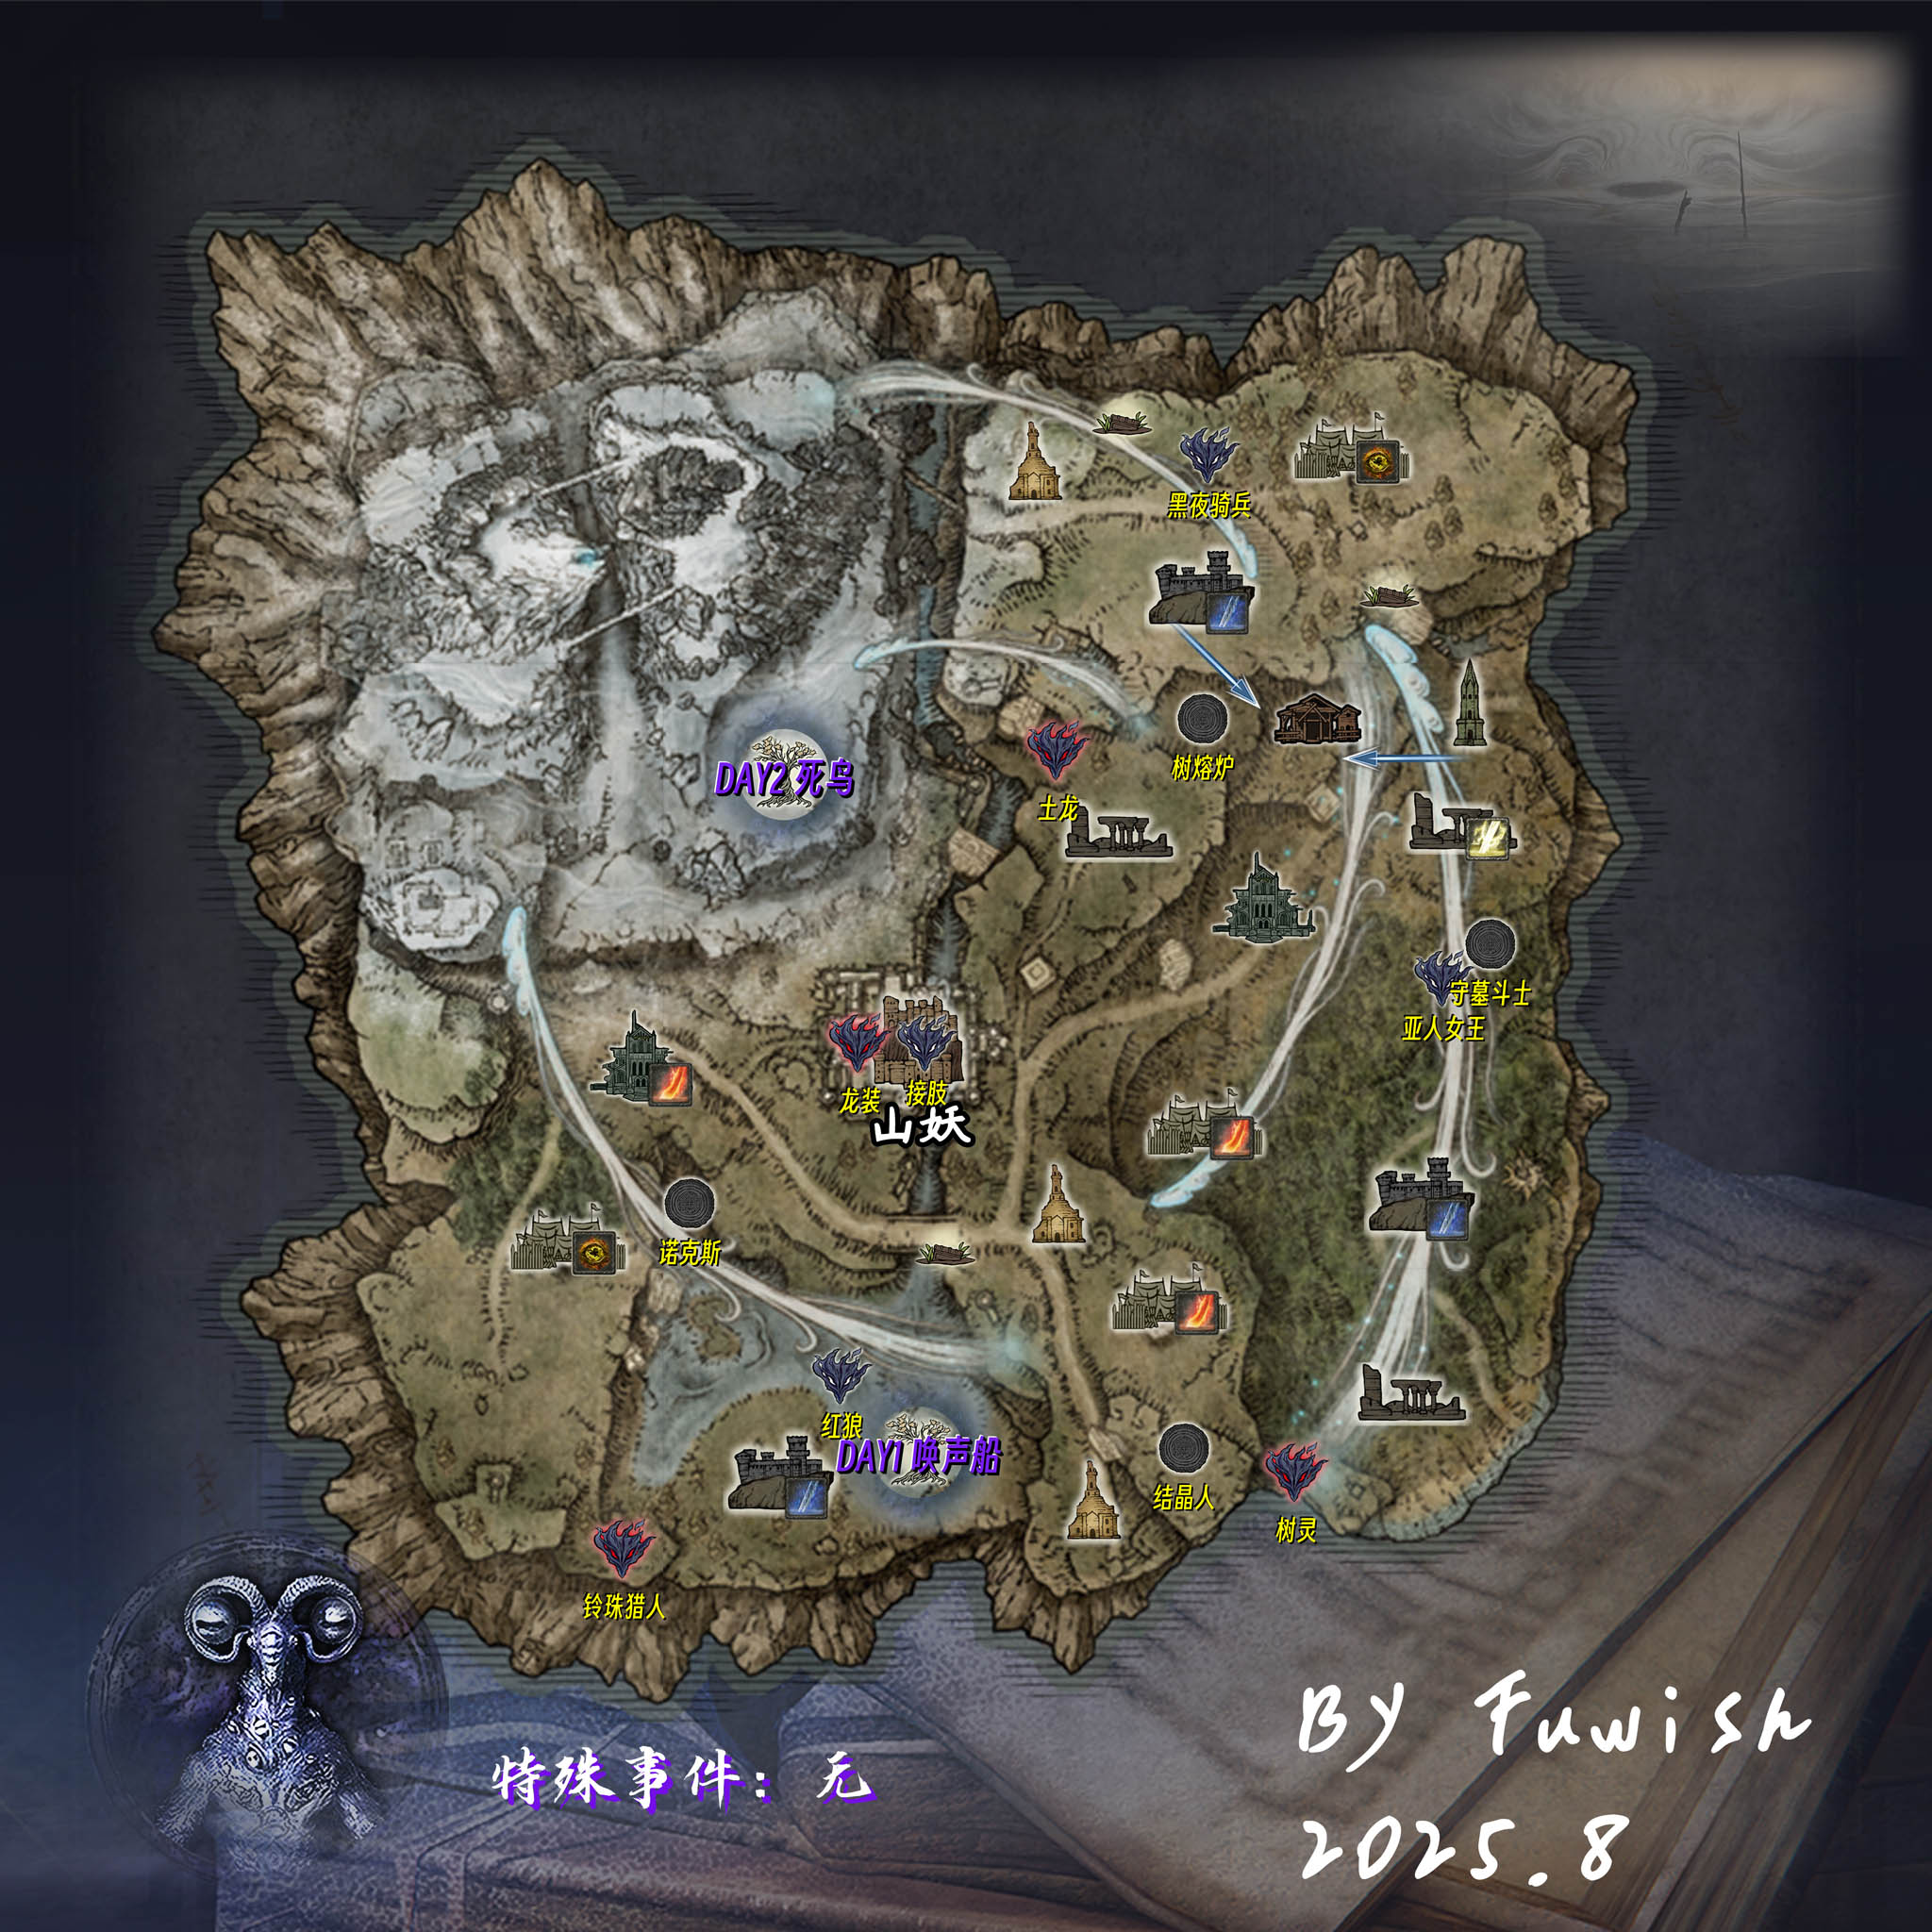 黑夜骑兵
DAY2 死鸟
树熔炉
土龙
守墓斗士
亚人女王
龙装
接肢
山妖
诺克斯
红狼
DAY1 唤声船
结晶人
树灵
铃珠猎人
特殊事件：无
By Fuwish
2025.8